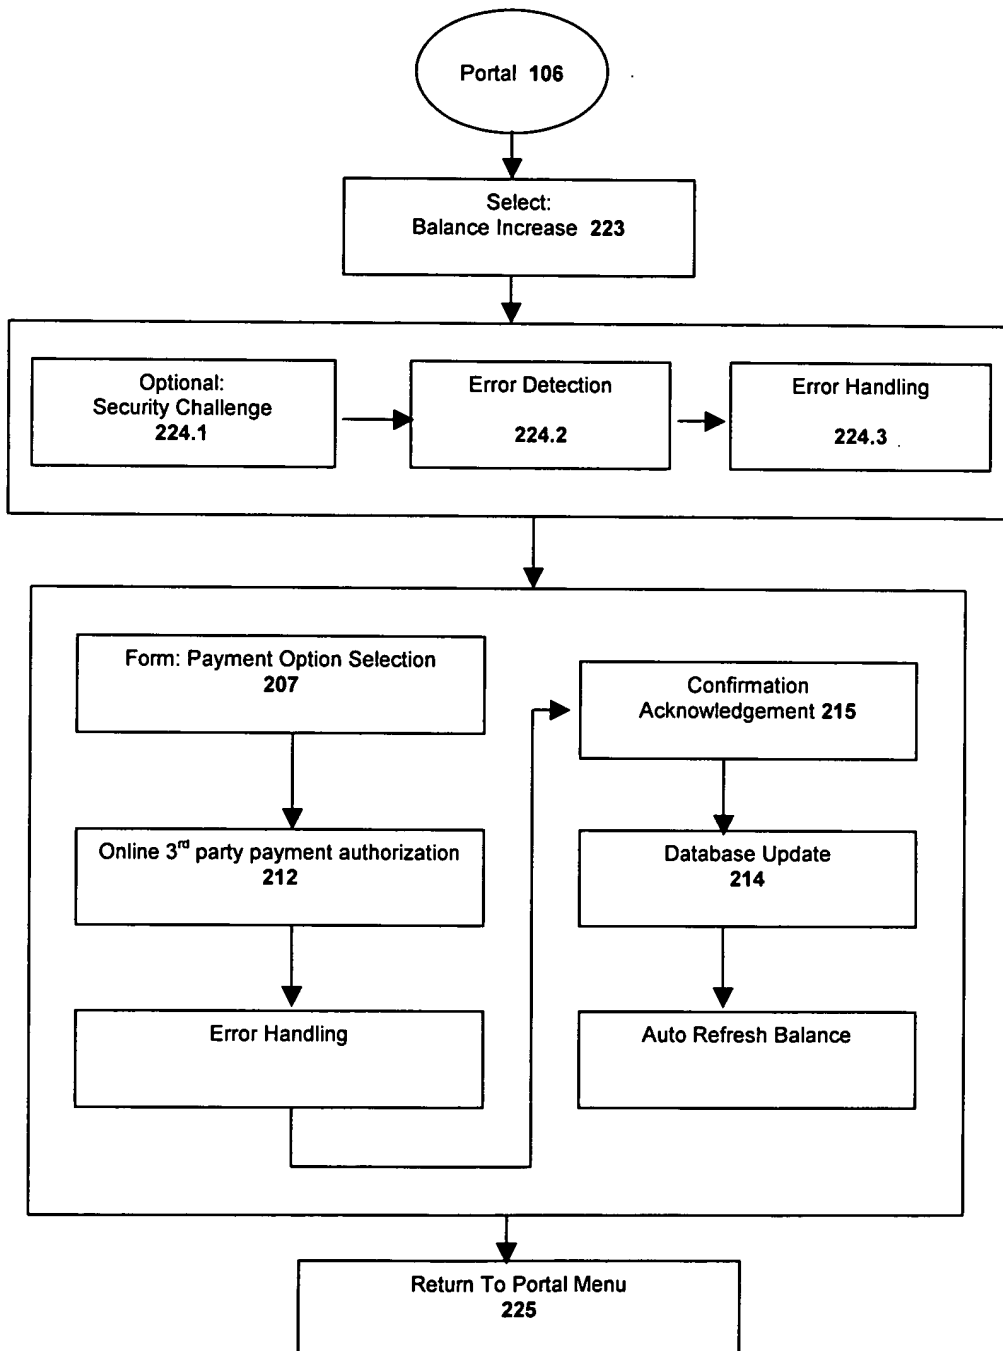 Portal 106
Select:
Balance Increase 223
Optional:
Security Challenge
224.1
Error Detection
224.2
Error Handling
224.3
Form: Payment Option Selection
207
Online 3rd party payment authorization
212
Error Handling
Confirmation
Acknowledgement 215
Database Update
214
Auto Refresh Balance
Return To Portal Menu
225